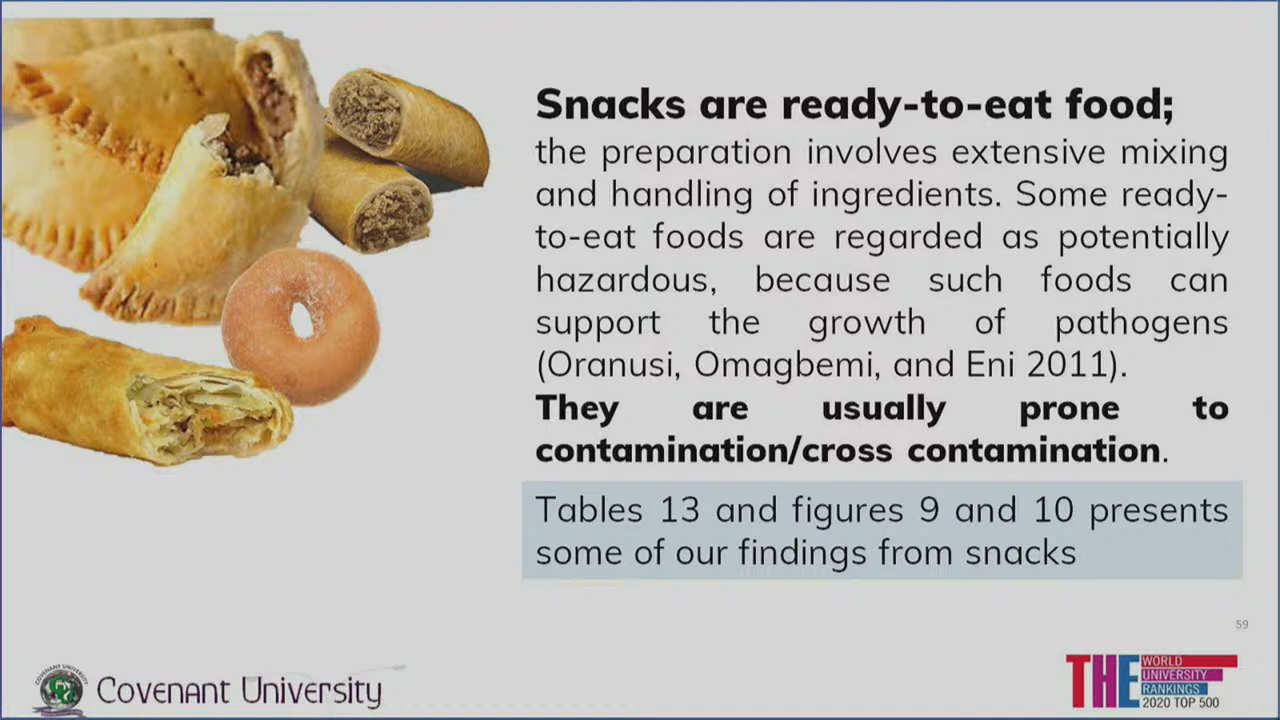 Snacks are ready-to-eat food;
the preparation involves extensive mixing
and handling of ingredients. Some ready-
to-eat foods are regarded as potentially
hazardous, because such foods can
support the growth of pathogens
(Oranusi, Omagbemi, and Eni 2011).
They are usually prone to
contamination/cross contamination.
Tables 13 and figures 9 and 10 presents
some of our findings from snacks
59
Covenant University
THE WORLD
UNIVERSITY
RANKINGS
2020 TOP 500